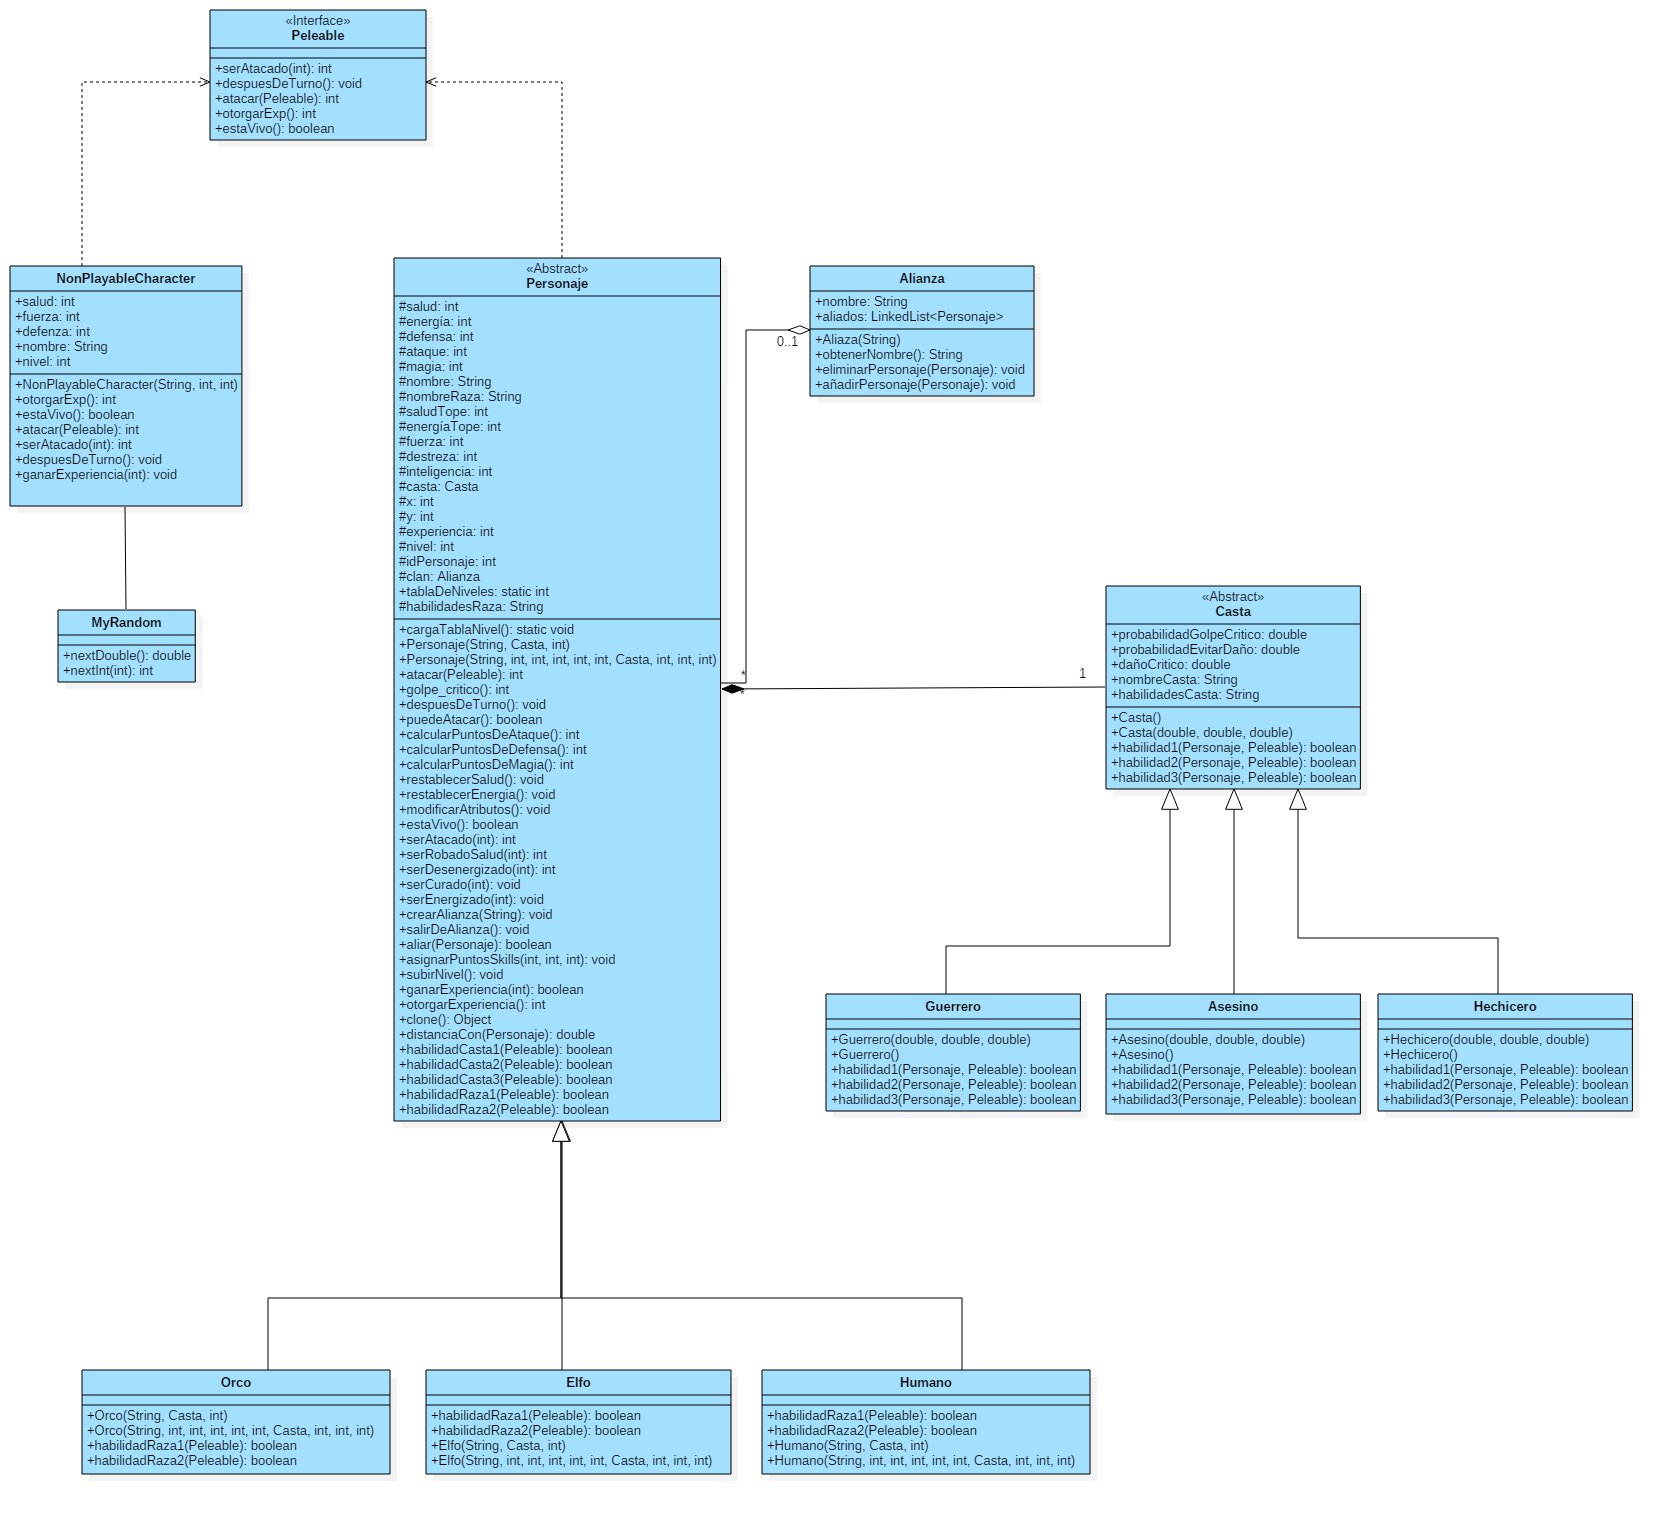 «Interface»
Peleable
+serAtacado(int): int
+despuesDeTurno(): void
+atacar(Peleable): int
+otorgarExp(): int
+estaVivo(): boolean
NonPlayableCharacter
+salud: int
+fuerza: int
+defenza: int
+nombre: String
+nivel: int
+NonPlayableCharacter(String, int, int)
+otorgarExp(): int
+estaVivo(): boolean
+atacar(Peleable): int
+serAtacado(int): int
+despuesDeTurno(): void
+ganarExperiencia(int): void
MyRandom
+nextDouble(): double
+nextInt(int): int
«Abstract»
Personaje
#salud: int
#energía: int
#defensa: int
#ataque: int
#magia: int
#nombre: String
#nombreRaza: String
#saludTope: int
#energíaTope: int
#fuerza: int
#destreza: int
#inteligencia: int
#casta: Casta
#x: int
#y: int
#experiencia: int
#nivel: int
#idPersonaje: int
#clan: Alianza
+tablaDeNiveles: static int
#habilidadesRaza: String
+cargaTablaNivel(): static void
+Personaje(String, Casta, int)
+Personaje(String, int, int, int, int, int, Casta, int, int, int)
+atacar(Peleable): int
+golpe_critico(): int
+despuesDeTurno(): void
+puedeAtacar(): boolean
+calcularPuntosDeAtaque(): int
+calcularPuntosDeDefensa(): int
+calcularPuntosDeMagia(): int
+restablecerSalud(): void
+restablecerEnergia(): void
+modificarAtributos(): void
+estaVivo(): boolean
+serAtacado(int): int
+serRobadoSalud(int): int
+serDesenergizado(int): int
+serCurado(int): void
+serEnergizado(int): void
+crearAlianza(String): void
+salirDeAlianza(): void
+aliar(Personaje): boolean
+asignarPuntosSkills(int, int, int): void
+subirNivel(): void
+ganarExperiencia(int): boolean
+otorgarExperiencia(): int
+clone(): Object
+distanciaCon(Personaje): double
+habilidadCasta1(Peleable): boolean
+habilidadCasta2(Peleable): boolean
+habilidadCasta3(Peleable): boolean
+habilidadRaza1(Peleable): boolean
+habilidadRaza2(Peleable): boolean
Alianza
+nombre: String
+aliados: LinkedList<Personaje>
+Aliaza(String)
+obtenerNombre(): String
+eliminarPersonaje(Personaje): void
+añadirPersonaje(Personaje): void
0..1
*
*
1
«Abstract»
Casta
+probabilidadGolpeCritico: double
+probabilidadEvitarDaño: double
+dañoCritico: double
+nombreCasta: String
+habilidadesCasta: String
+Casta()
+Casta(double, double, double)
+habilidad1(Personaje, Peleable): boolean
+habilidad2(Personaje, Peleable): boolean
+habilidad3(Personaje, Peleable): boolean
Guerrero
+Guerrero(double, double, double)
+Guerrero()
+habilidad1(Personaje, Peleable): boolean
+habilidad2(Personaje, Peleable): boolean
+habilidad3(Personaje, Peleable): boolean
Asesino
+Asesino(double, double, double)
+Asesino()
+habilidad1(Personaje, Peleable): boolean
+habilidad2(Personaje, Peleable): boolean
+habilidad3(Personaje, Peleable): boolean
Hechicero
+Hechicero(double, double, double)
+Hechicero()
+habilidad1(Personaje, Peleable): boolean
+habilidad2(Personaje, Peleable): boolean
+habilidad3(Personaje, Peleable): boolean
Orco
+Orco(String, Casta, int)
+Orco(String, int, int, int, int, int, Casta, int, int, int)
+habilidadRaza1(Peleable): boolean
+habilidadRaza2(Peleable): boolean
Elfo
+habilidadRaza1(Peleable): boolean
+habilidadRaza2(Peleable): boolean
+Elfo(String, Casta, int)
+Elfo(String, int, int, int, int, int, Casta, int, int, int)
Humano
+habilidadRaza1(Peleable): boolean
+habilidadRaza2(Peleable): boolean
+Humano(String, Casta, int)
+Humano(String, int, int, int, int, int, Casta, int, int, int)